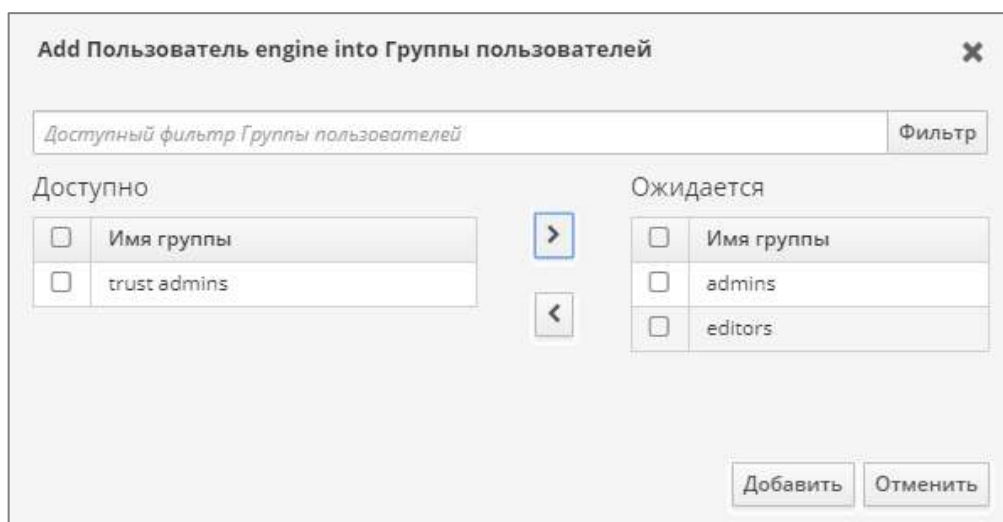 Add Пользователь engine into Группы пользователей
Доступный фильтр Группы пользователей
Фильтр
Доступно
Имя группы
trust admins
Ожидается
Имя группы
admins
editors
Добавить
Отменить